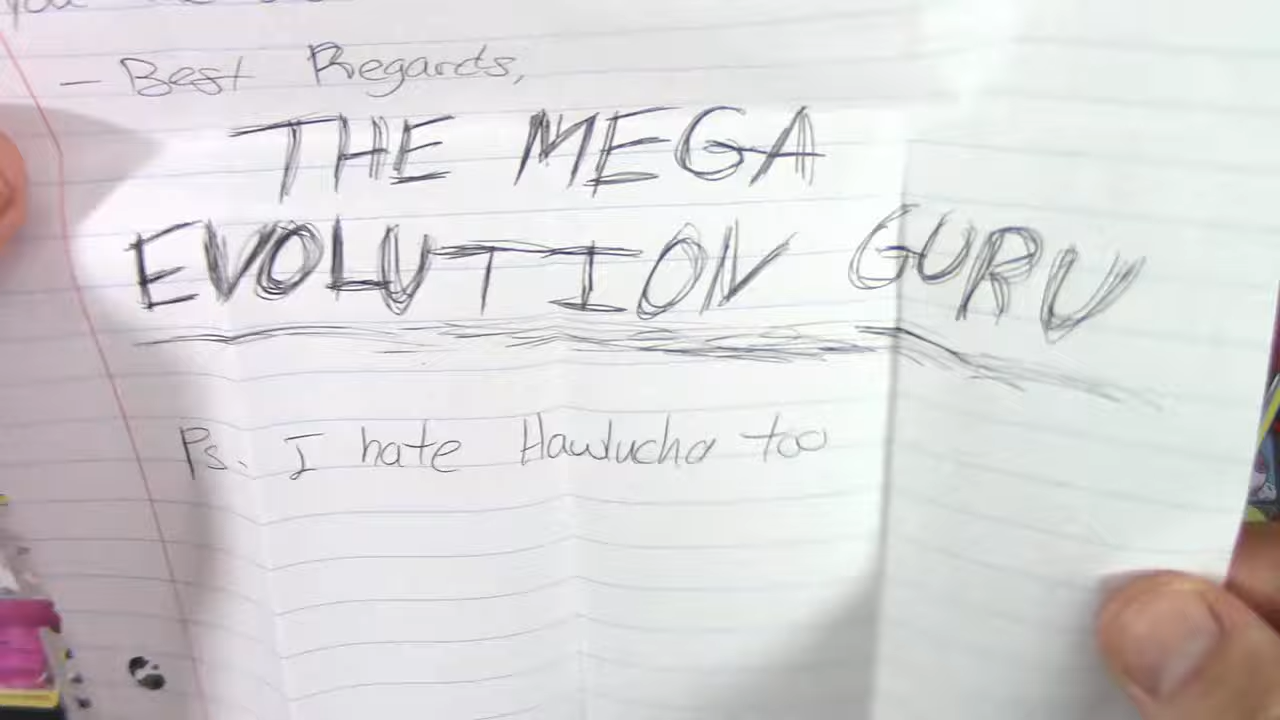 - Best Regards,
THE MEGA
EVOLUTION GURU
Ps. I hate Hawlucha too